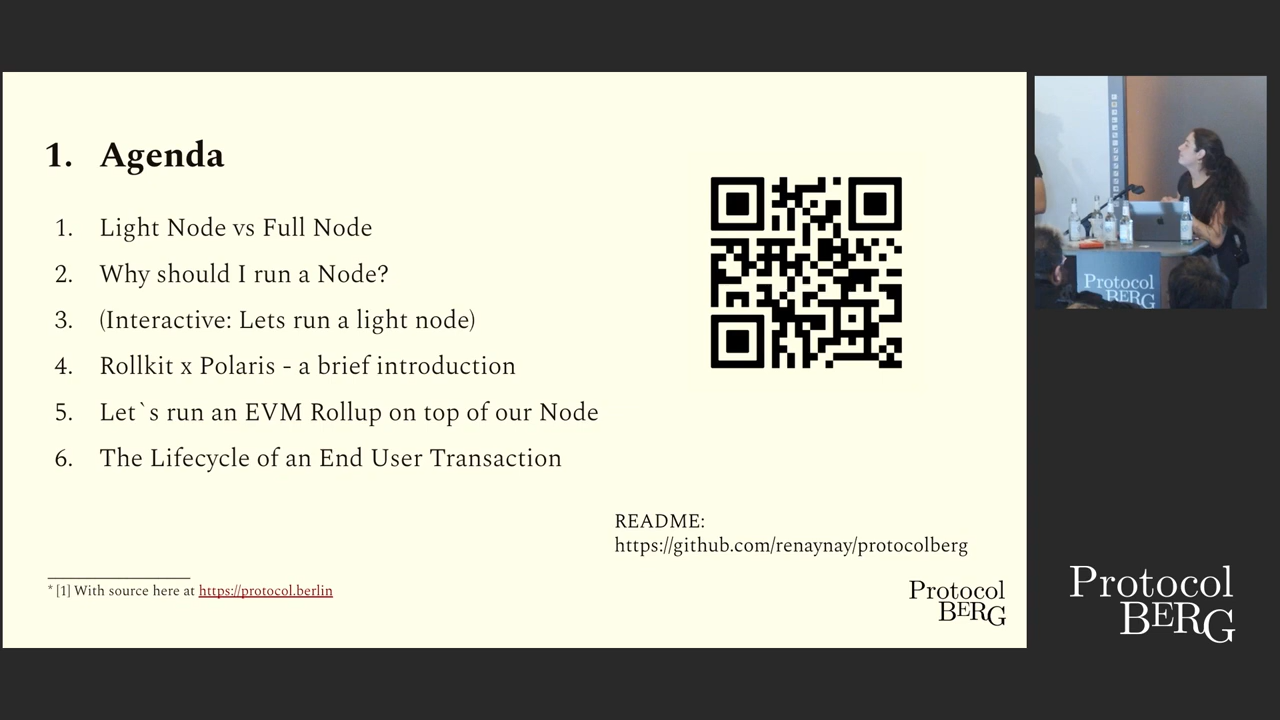 1. Agenda
1. Light Node vs Full Node
2. Why should I run a Node?
3. (Interactive: Lets run a light node)
4. Rollkit x Polaris - a brief introduction
5. Let`s run an EVM Rollup on top of our Node
6. The Lifecycle of an End User Transaction
README:
https://github.com/renaynay/protocolberg
* [1] With source here at https://protocol.berlin
Protocol
BERG
Protocol
BERG
Protocol
BERG